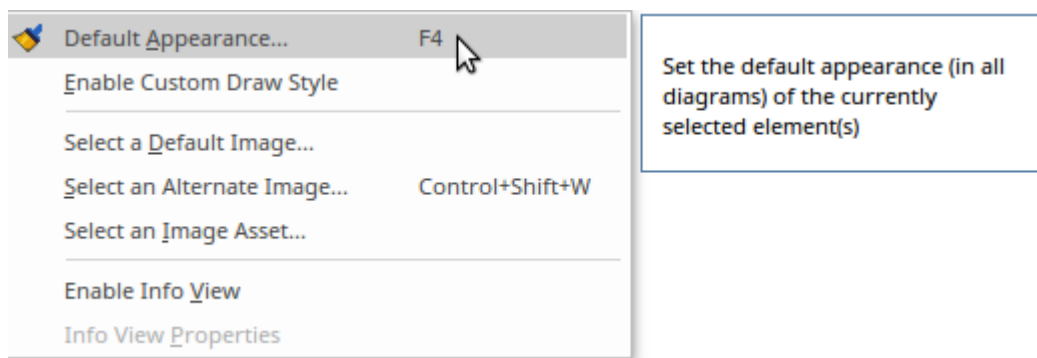 Default Appearance... F4
Enable Custom Draw Style
Select a Default Image...
Select an Alternate Image... Control+Shift+W
Select an Image Asset...
Enable Info View
Info View Properties
Set the default appearance (in all
diagrams) of the currently
selected element(s)